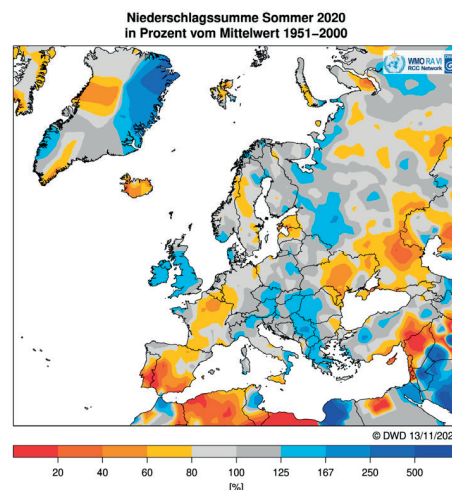 Niederschlagssumme Sommer 2020
in Prozent vom Mittelwert 1951−2000
WMO RA VI
RCC Network
© DWD 13/11/202
20 40 60 80 100 125 167 250 500
[%]